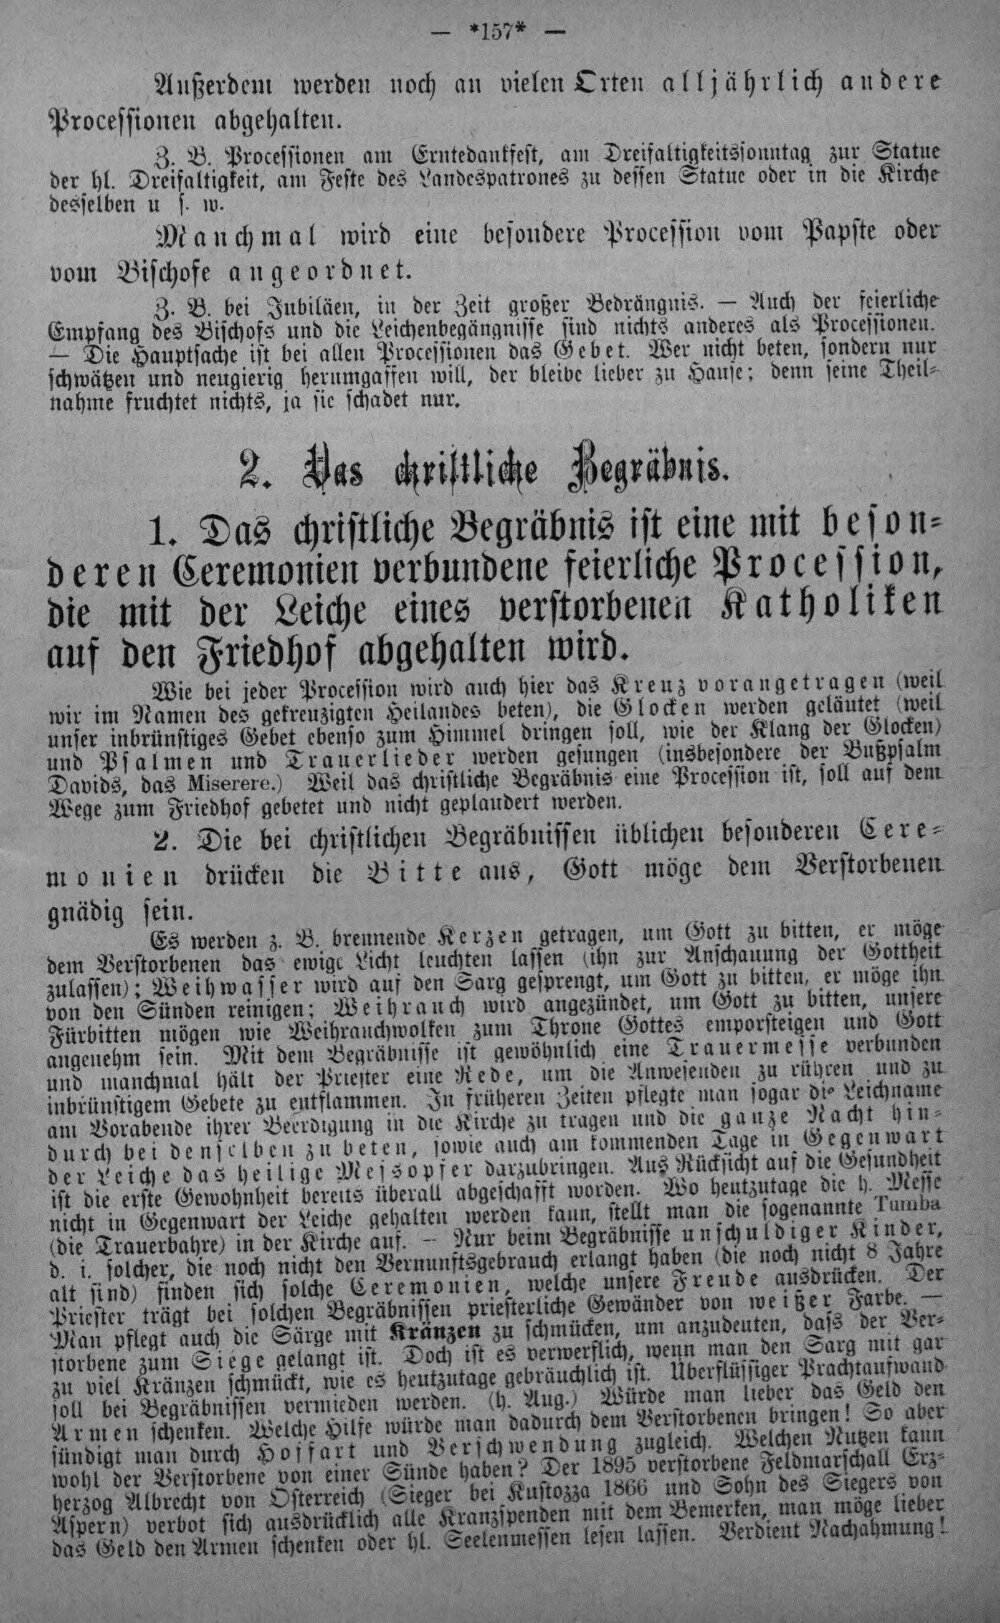 — *157* —
Außerdem werden noch an vielen Orten alljährlich andere
Processionen abgehalten.
Z. B. Processionen am Erntedankfest, am Dreifaltigkeitssonntag zur Statue
der hl. Dreifaltigkeit, am Feste des Landespatrones zu dessen Statue oder in die Kirche
desselben u s. w.
Manchmal wird eine besondere Procession vom Papste oder
vom Bischofe angeordnet.
Z. B. bei Jubiläen, in der Zeit großer Bedrängnis. — Auch der feierliche
Empfang des Bischofs und die Leichenbegängnisse sind nichts anderes als Processionen.
— Die Hauptsache ist bei allen Processionen das Gebet. Wer nicht beten, sondern nur
schwätzen und neugierig herumgaffen will, der bleibe lieber zu Hause; denn seine Theil-
nahme fruchtet nichts, ja sie schadet nur.
2. Das christliche Begräbnis.
1. Das christliche Begräbnis ist eine mit beson-
deren Ceremonien verbundene feierliche Procession,
die mit der Leiche eines verstorbenen Katholiken
auf den Friedhof abgehalten wird.
Wie bei jeder Procession wird auch hier das Kreuz vorangetragen (weil
wir im Namen des gekreuzigten Heilandes beten), die Glocken werden geläutet (weil
unser inbrünstiges Gebet ebenso zum Himmel dringen soll, wie der Klang der Glocken)
und Psalmen und Trauerlieder werden gesungen (insbesondere der Bußpsalm
Davids, das Miserere.) Weil das christliche Begräbnis eine Procession ist, soll auf dem
Wege zum Friedhof gebetet und nicht geplaudert werden.
2. Die bei christlichen Begräbnissen üblichen besonderen Cere-
monien drücken die Bitte aus, Gott möge dem Verstorbenen
gnädig sein.
Es werden z. B. brennende Kerzen getragen, um Gott zu bitten, er möge
dem Verstorbenen das ewige Licht leuchten lassen (ihn zur Anschauung der Gottheit
zulassen); Weihwasser wird auf den Sarg gesprengt, um Gott zu bitten, er möge ihn
von den Sünden reinigen; Weihrauch wird angezündet, um Gott zu bitten, unsere
Fürbitten mögen wie Weihrauchwolken zum Throne Gottes emporsteigen und Gott
angenehm sein. Mit dem Begräbnisse ist gewöhnlich eine Trauermesse verbunden
und manchmal hält der Priester eine Rede, um die Anwesenden zu rühren und zu
inbrünstigem Gebete zu entflammen. In früheren Zeiten pflegte man sogar die Leichname
am Vorabende ihrer Beerdigung in die Kirche zu tragen und die ganze Nacht hin-
durch bei denselben zu beten, sowie auch am kommenden Tage in Gegenwart
der Leiche das heilige Messopfer darzubringen. Aus Rücksicht auf die Gesundheit
ist die erste Gewohnheit bereits überall abgeschafft worden. Wo heutzutage die h. Messe
nicht in Gegenwart der Leiche gehalten werden kann, stellt man die sogenannte Tumba
(die Trauerbahre) in der Kirche auf. — Nur beim Begräbnisse unschuldiger Kinder,
d. i. solcher, die noch nicht den Vernunftsgebrauch erlangt haben (die noch nicht 8 Jahre
alt sind) finden sich solche Ceremonien, welche unsere Freude ausdrücken. Der
Priester trägt bei solchen Begräbnissen priesterliche Gewänder von weißer Farbe. —
Man pflegt auch die Särge mit Kränzen zu schmücken, um anzudeuten, dass der Ver-
storbene zum Siege gelangt ist. Doch ist es verwerflich, wenn man den Sarg mit gar
zu viel Kränzen schmückt, wie es heutzutage gebräuchlich ist. Überflüssiger Prachtaufwand
soll bei Begräbnissen vermieden werden. (h. Aug.) Würde man lieber das Geld den
Armen schenken. Welche Hilfe würde man dadurch dem Verstorbenen bringen! So aber
sündigt man durch Hoffart und Verschwendung zugleich. Welchen Nutzen kann
wohl der Verstorbene von einer Sünde haben? Der 1895 verstorbene Feldmarschall Erz-
herzog Albrecht von Österreich (Sieger bei Kustozza 1866 und Sohn des Siegers von
Aspern) verbot sich ausdrücklich alle Kranzspenden mit dem Bemerken, man möge lieber
das Geld den Armen schenken oder hl. Seelenmessen lesen lassen. Verdient Nachahmung!